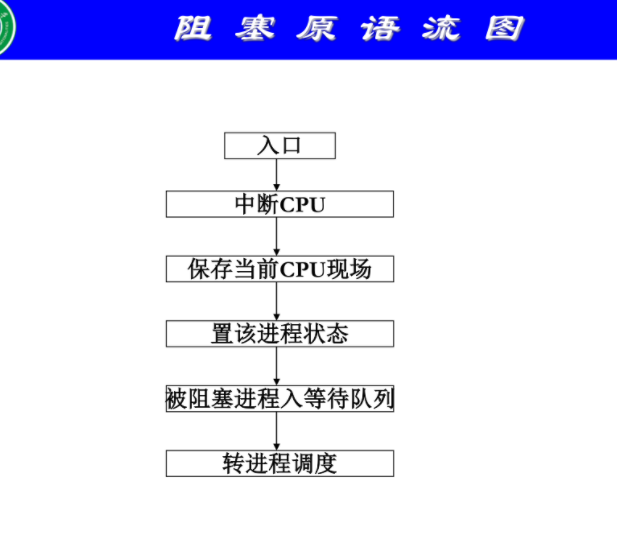 阻塞原语流图
入口
中断CPU
保存当前CPU现场
置该进程状态
被阻塞进程入等待队列
转进程调度